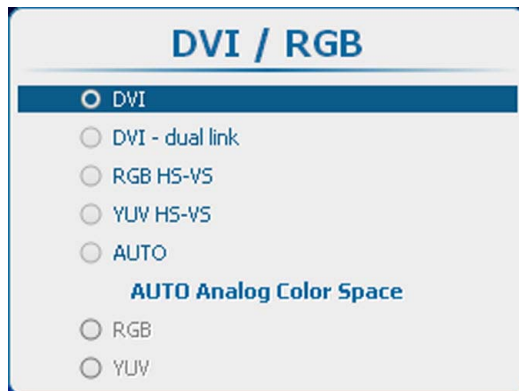 DVI / RGB
DVI
DVI - dual link
RGB HS-VS
YUV HS-VS
AUTO
AUTO Analog Color Space
RGB
YUV